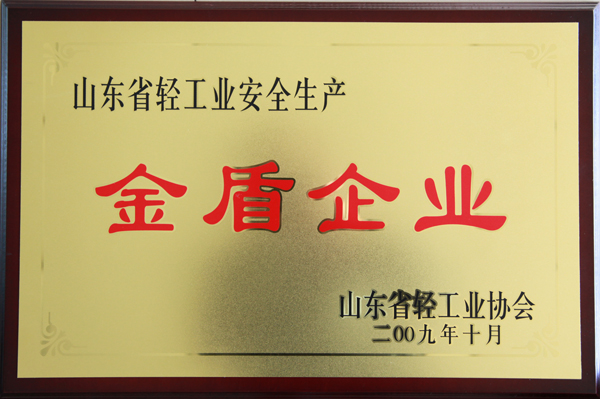 山东省轻工业安全生产
金盾企业
山东省轻工业协会
二00九年十月